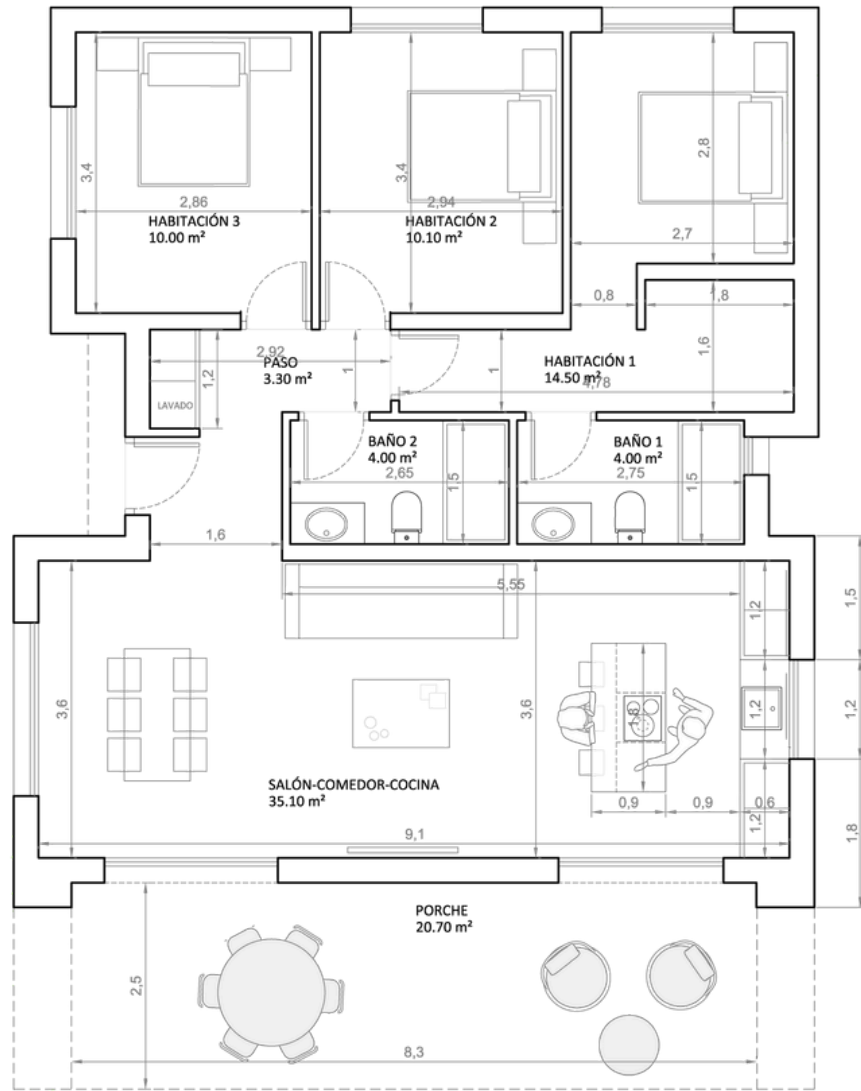 3,4
2,86
HABITACIÓN 3
10.00 m²
3,4
2,94
HABITACIÓN 2
10.10 m²
2,8
2,7
0,8
1,8
1,6
2,92
PASO
3.30 m²
1,2
LAVADO
1
1
HABITACIÓN 1
14.50 m²
4,78
BAÑO 2
4.00 m²
2,65
1,5
BAÑO 1
4.00 m²
2,75
1,5
1,6
5,55
1,2
1,5
3,6
3,6
1,8
1,2
1,2
SALÓN-COMEDOR-COCINA
35.10 m²
0,9
0,9
0,6
1,2
1,8
9,1
PORCHE
20.70 m²
2,5
8,3